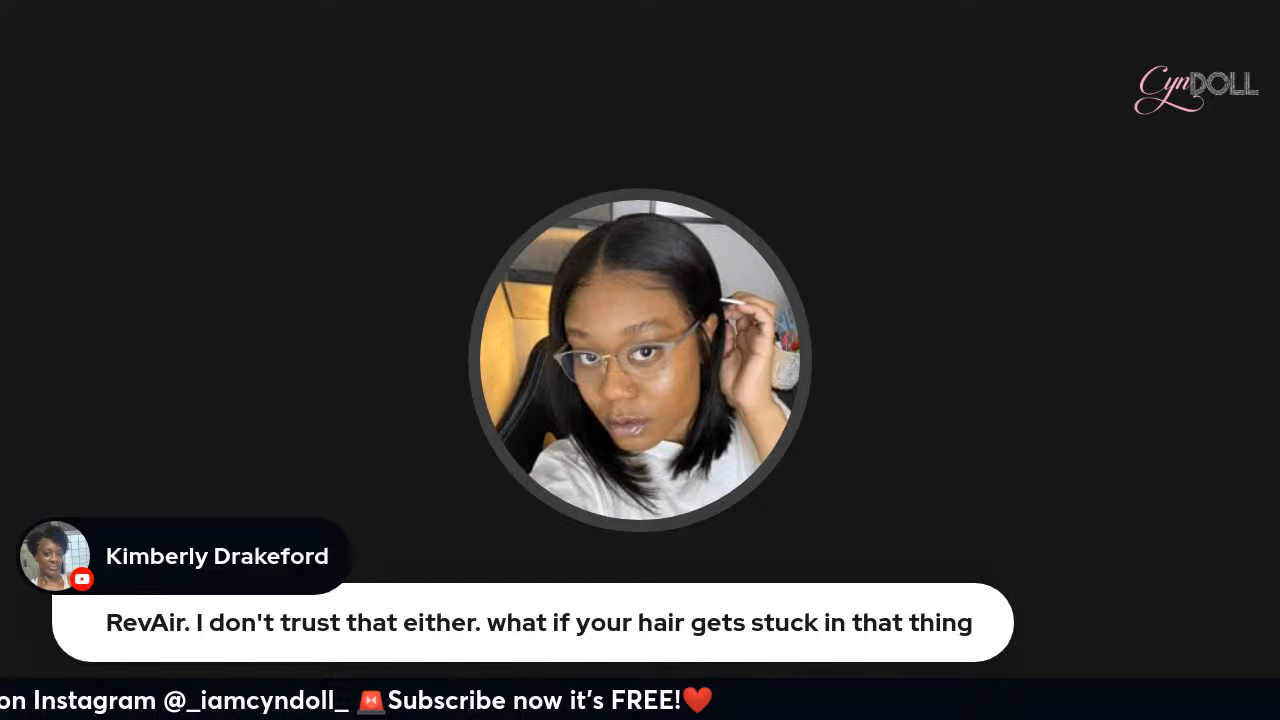 CynDOLL
Kimberly Drakeford
RevAir. I don't trust that either. what if your hair gets stuck in that thing
on Instagram @_iamcyndoll_ 🚨Subscribe now it's FREE!❤️